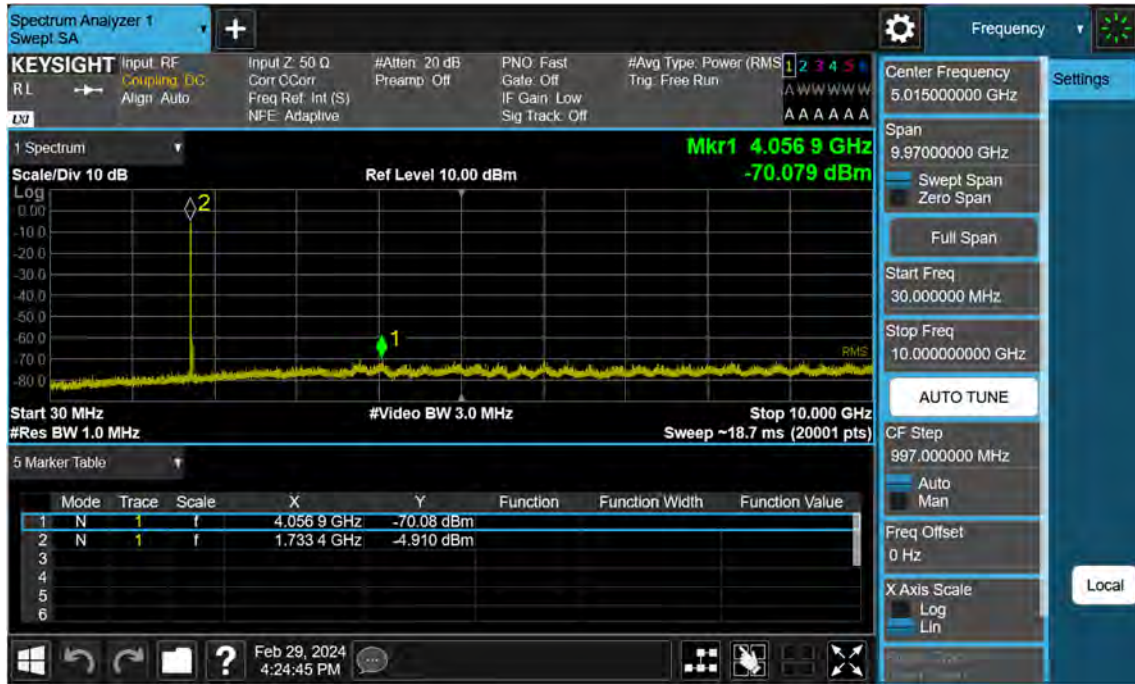 Spectrum Analyzer 1
Swept SA
Frequency
KEYSIGHT
RL
LXI
Input: RF
Coupling: DC
Align: Auto
Input Z: 50 Ω
Corr CCorr
Freq Ref: Int (S)
NFE: Adaptive
#Atten: 20 dB
Preamp: Off
PNO: Fast
Gate: Off
IF Gain: Low
Sig Track: Off
#Avg Type: Power (RMS
Trig: Free Run
1 2 3 4 5 6
A W W W W W
A A A A A A
1 Spectrum
Mkr1 4.056 9 GHz
Scale/Div 10 dB
Ref Level 10.00 dBm
-70.079 dBm
Log
0.00
-10.0
-20.0
-30.0
-40.0
-50.0
-60.0
-70.0
-80.0
2
1
RMS
Start 30 MHz
#Video BW 3.0 MHz
Stop 10.000 GHz
#Res BW 1.0 MHz
Sweep ~18.7 ms (20001 pts)
5 Marker Table
Mode Trace Scale X Y Function Function Width Function Value
1 N 1 f 4.056 9 GHz -70.08 dBm
2 N 1 f 1.733 4 GHz -4.910 dBm
3
4
5
6
Feb 29, 2024
4:24:45 PM
Center Frequency
5.015000000 GHz
Settings
Span
9.97000000 GHz
Swept Span
Zero Span
Full Span
Start Freq
30.000000 MHz
Stop Freq
10.000000000 GHz
AUTO TUNE
CF Step
997.000000 MHz
Auto
Man
Freq Offset
0 Hz
X Axis Scale
Log
Lin
Local